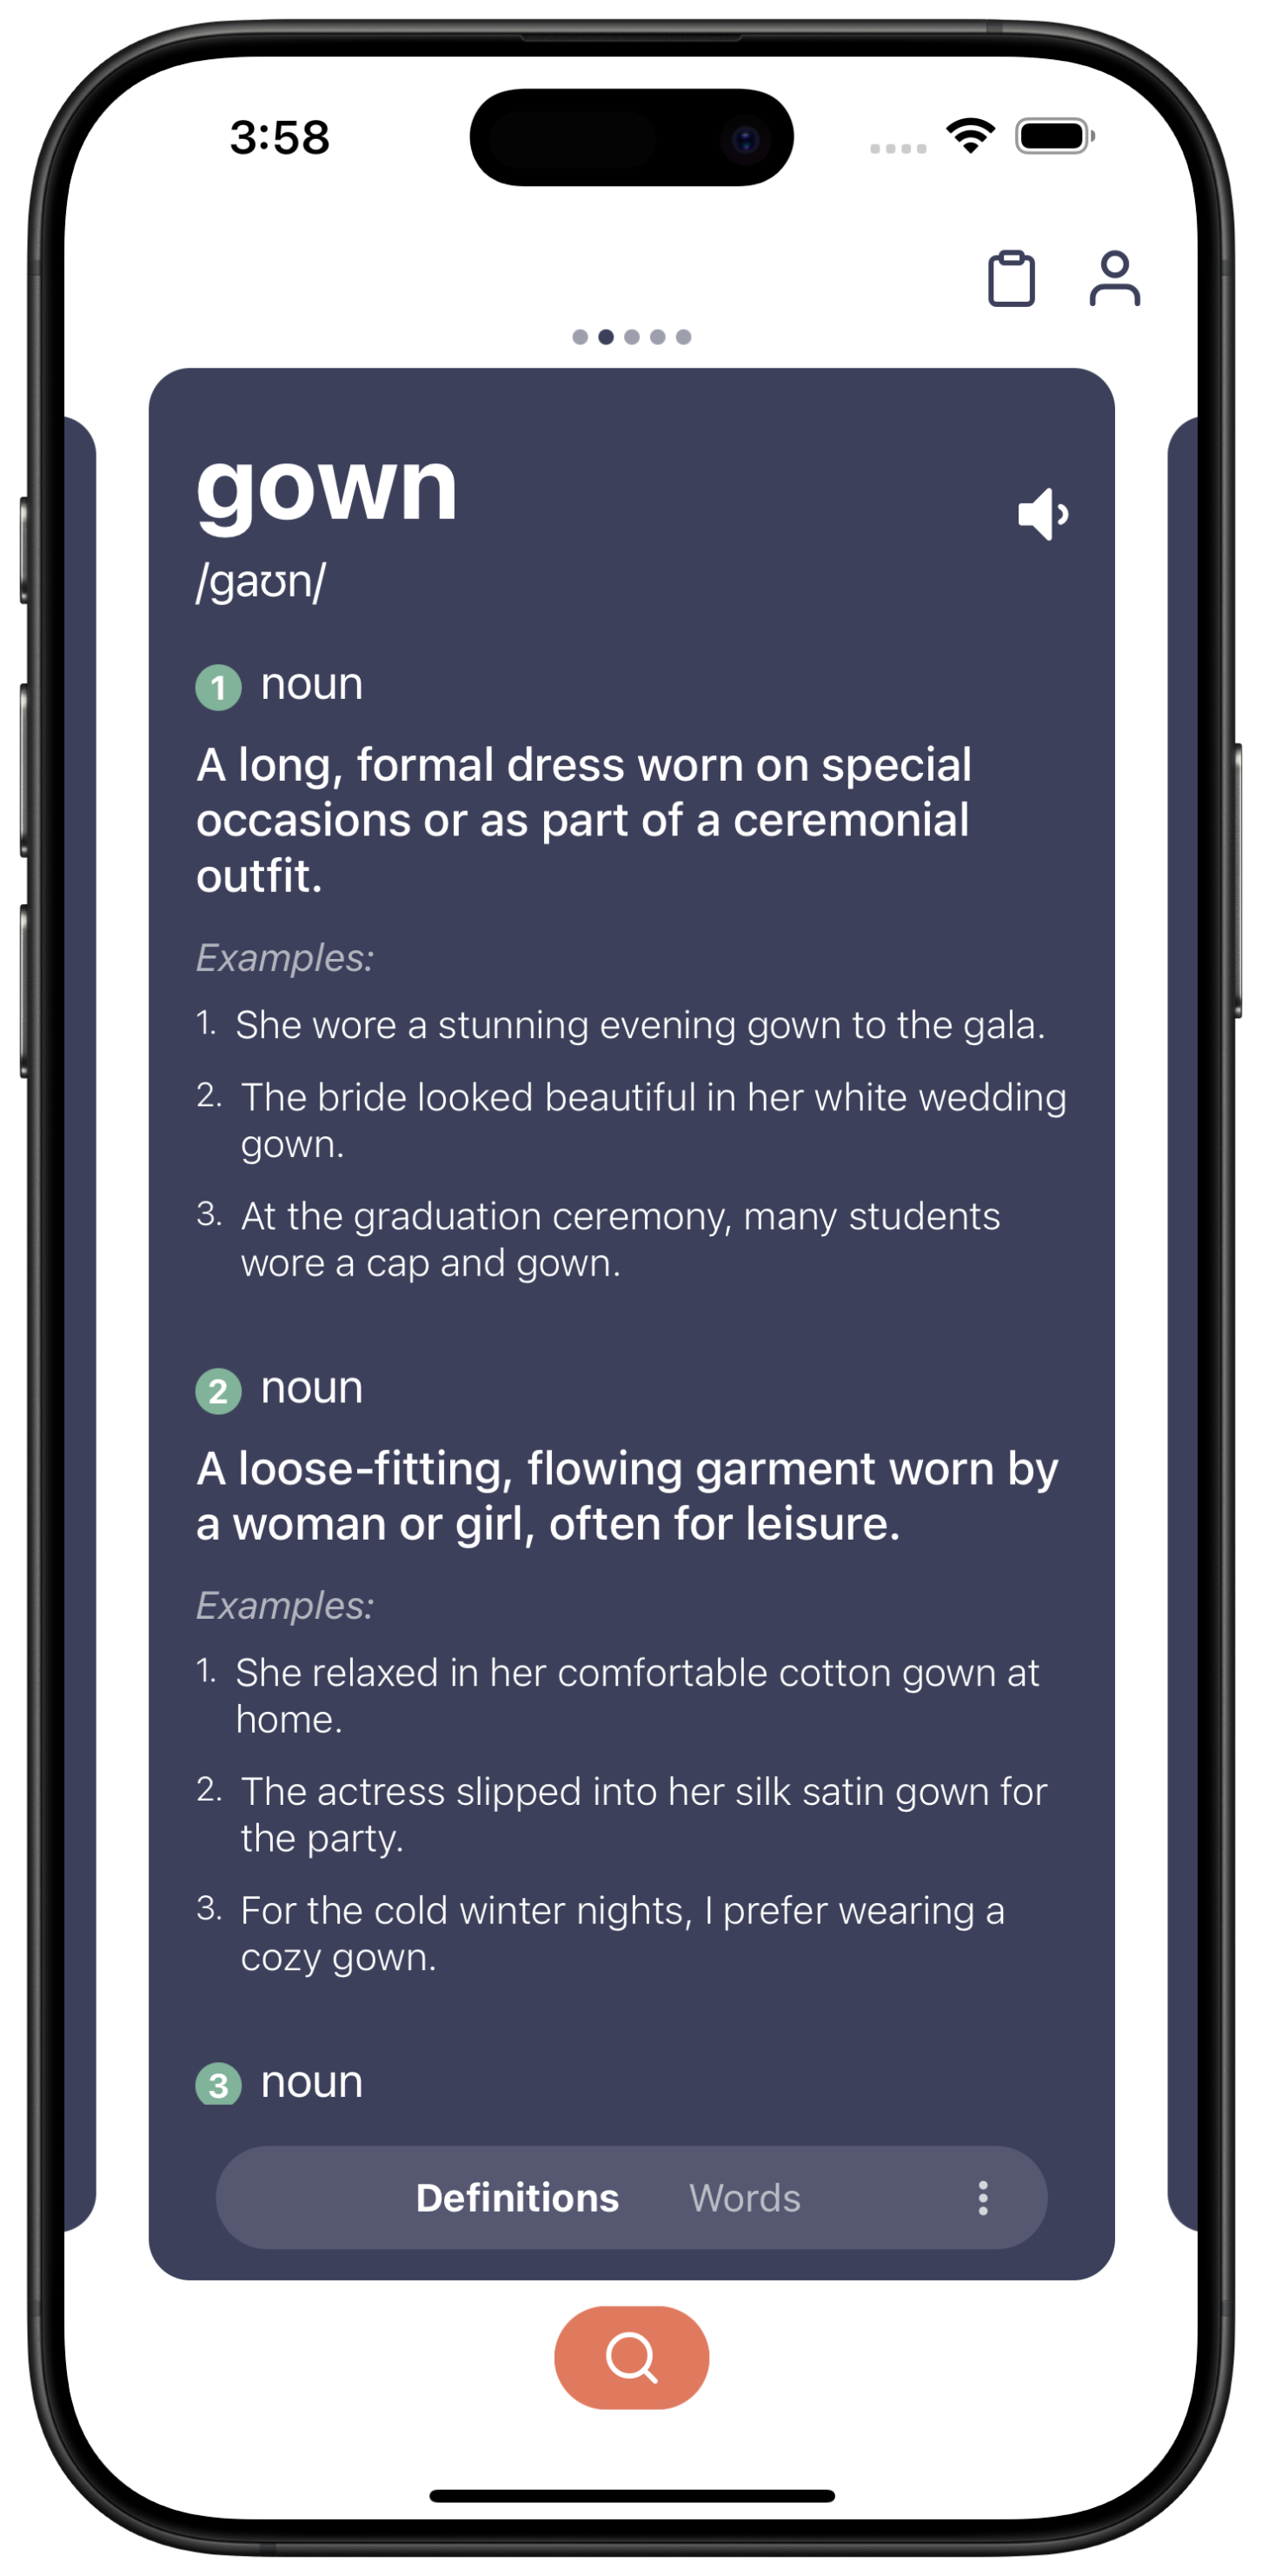 3:58
gown
/gaʊn/
1 noun
A long, formal dress worn on special
occasions or as part of a ceremonial
outfit.
Examples:
1. She wore a stunning evening gown to the gala.
2. The bride looked beautiful in her white wedding
gown.
3. At the graduation ceremony, many students
wore a cap and gown.
2 noun
A loose-fitting, flowing garment worn by
a woman or girl, often for leisure.
Examples:
1. She relaxed in her comfortable cotton gown at
home.
2. The actress slipped into her silk satin gown for
the party.
3. For the cold winter nights, I prefer wearing a
cozy gown.
3 noun
Definitions Words